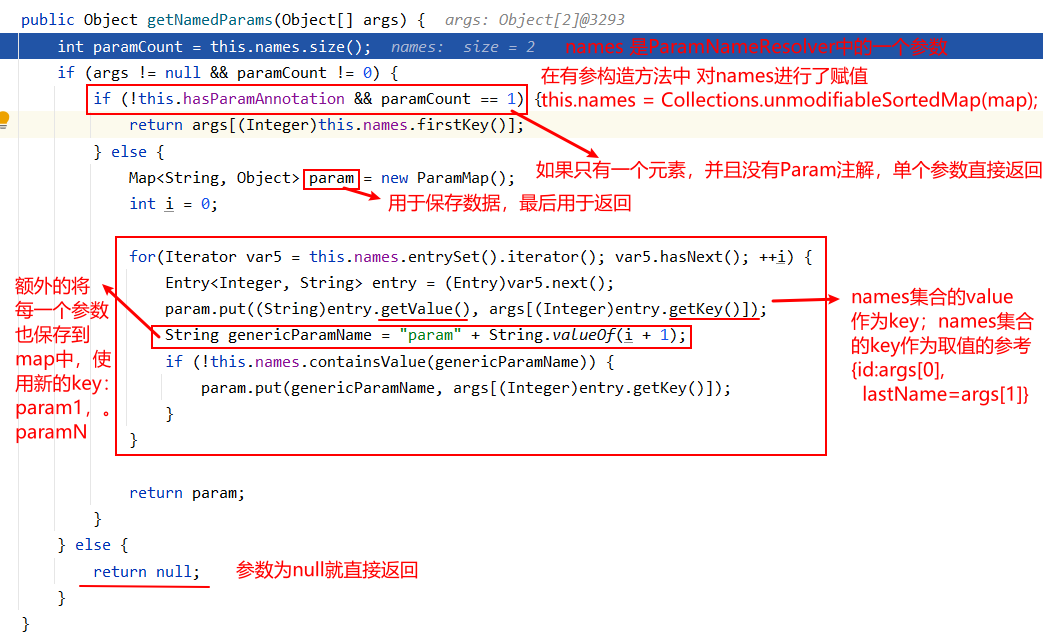 public Object getNamedParams(Object[] args) {  args: Object[2]@3293
int paramCount = this.names.size();  names:  size = 2  names 是ParamNameResolver中的一个参数
if (args != null && paramCount != 0) {
在有参构造方法中 对names进行了赋值
if (!this.hasParamAnnotation && paramCount == 1) {
this.names = Collections.unmodifiableSortedMap(map);
return args[(Integer)this.names.firstKey()];
} else {
如果只有一个元素，并且没有Param注解，单个参数直接返回
Map<String, Object> param = new ParamMap();
int i = 0;
用于保存数据，最后用于返回
for(Iterator var5 = this.names.entrySet().iterator(); var5.hasNext(); ++i) {
Entry<Integer, String> entry = (Entry)var5.next();
param.put((String)entry.getValue(), args[(Integer)entry.getKey()]);
String genericParamName = "param" + String.valueOf(i + 1);
if (!this.names.containsValue(genericParamName)) {
param.put(genericParamName, args[(Integer)entry.getKey()]);
}
}
额外的将
每一个参数
也保存到
map中，使
用新的key：
param1，。
paramN
names集合的value
作为key；names集合
的key作为取值的参考
{id:args[0],
lastName=args[1]}
return param;
}
} else {
return null;  参数为null就直接返回
}
}